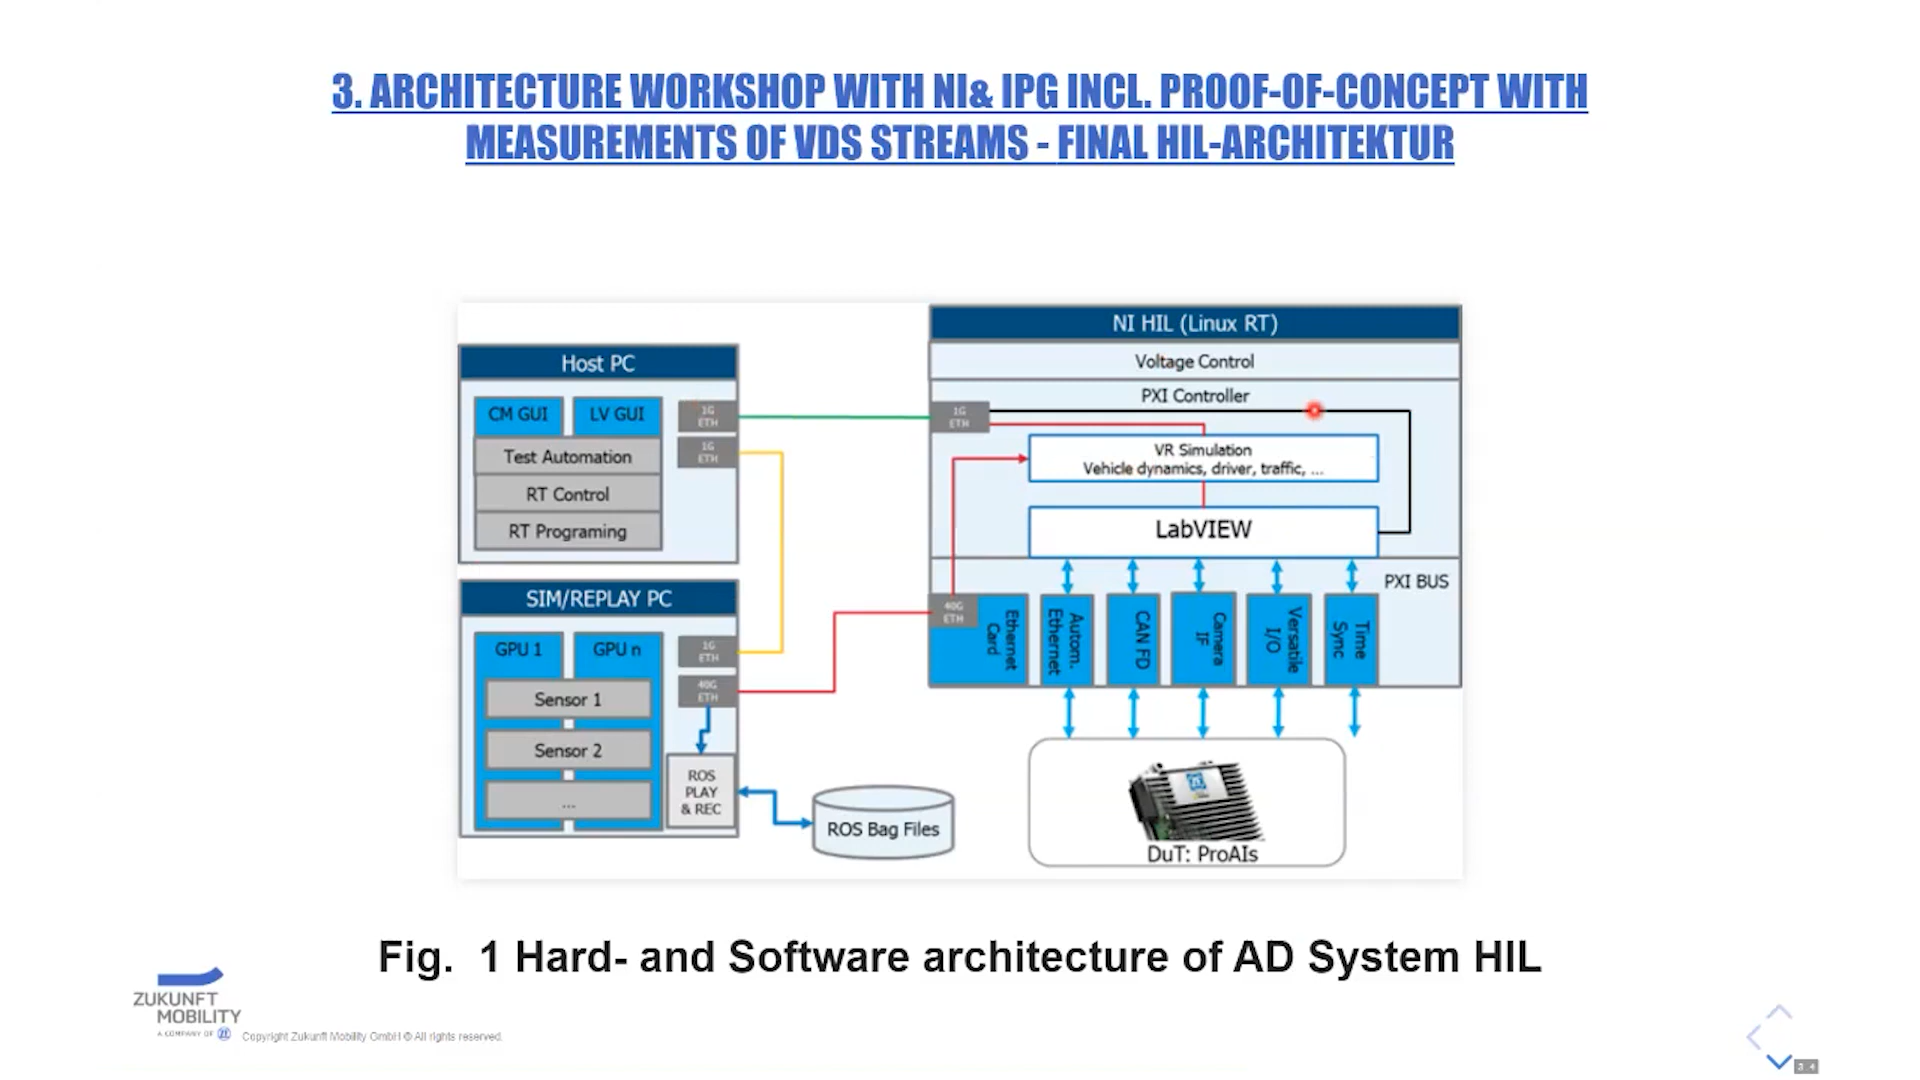 3. ARCHITECTURE WORKSHOP WITH NI& IPG INCL. PROOF-OF-CONCEPT WITH
MEASUREMENTS OF VDS STREAMS - FINAL HIL-ARCHITEKTUR
Host PC
CM GUI
LV GUI
Test Automation
RT Control
RT Programing
1G
ETH
1G
ETH
SIM/REPLAY PC
GPU 1
GPU n
Sensor 1
Sensor 2
...
1G
ETH
40G
ETH
ROS
PLAY
& REC
ROS Bag Files
NI HIL (Linux RT)
Voltage Control
PXI Controller
1G
ETH
VR Simulation
Vehicle dynamics, driver, traffic, ...
LabVIEW
PXI BUS
40G
ETH
Ethernet
Card
Autom.
Ethernet
CAN FD
Camera
IF
Versatile
I/O
Time
Sync
DuT: ProAIs
Fig. 1 Hard- and Software architecture of AD System HIL
ZUKUNFT
MOBILITY
A COMPANY OF ZF
Copyright Zukunft Mobility GmbH © All rights reserved.
3.4